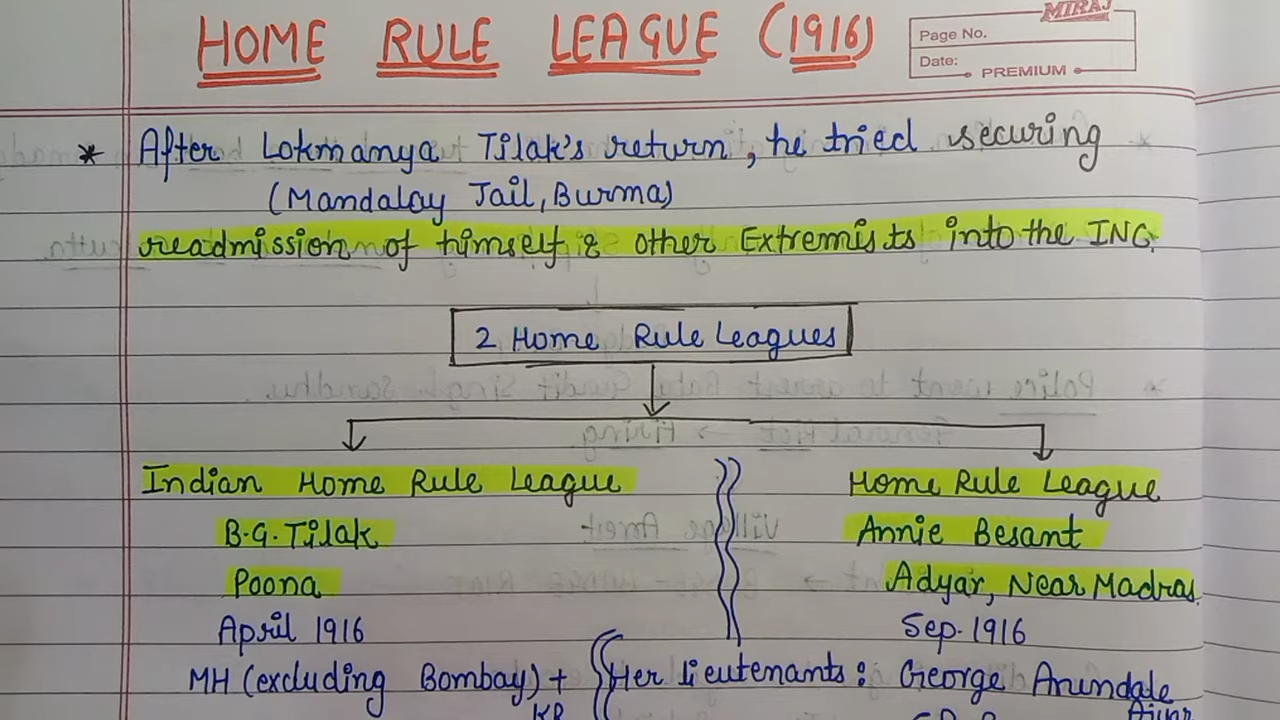 HOME RULE LEAGUE (1916)
MIRAJ
Page No.
Date:
PREMIUM
* After Lokmanya Tilak's return, he tried securing
(Mandalay Jail, Burma)
readmission of himself & other Extremists into the INC.
2 Home Rule Leagues
Indian Home Rule League
B.G. Tilak
Poona
April 1916
MH (excluding Bombay) +
Home Rule League
Annie Besant
Adyar, Near Madras
Sep. 1916
Her lieutenants: George Arundale